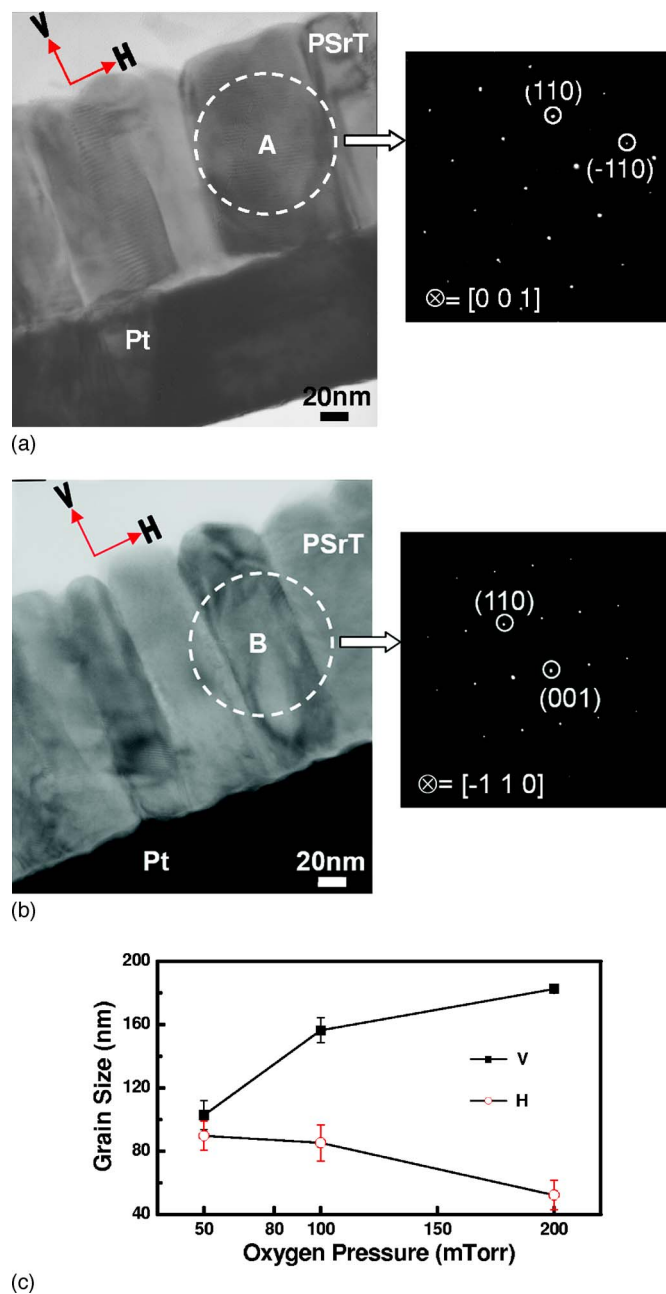 V
H
PSrT
A
Pt
20nm
(110)
(-110)
⊗= [0 0 1]
(a)
V
H
PSrT
B
Pt
20nm
(110)
(001)
⊗= [-1 1 0]
(b)
200
160
120
80
40
Grain Size (nm)
V
H
50 80 100 150 200
Oxygen Pressure (mTorr)
(c)